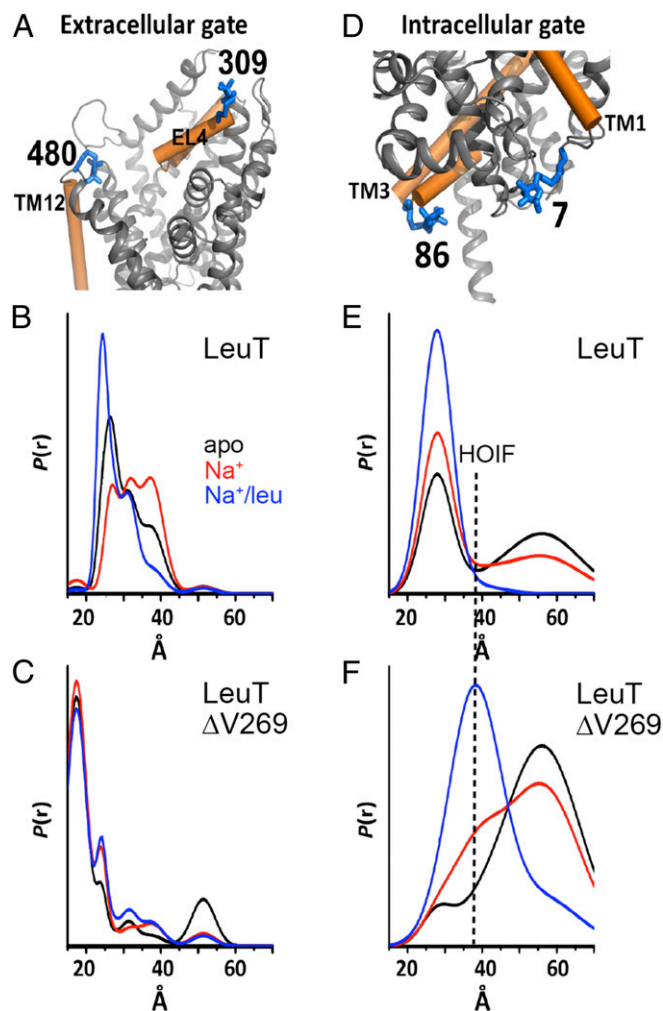 A Extracellular gate
309
EL4
480
TM12
D Intracellular gate
TM1
TM3
7
86
B
LeuT
P(r)
apo
Na⁺
Na⁺/leu
20 40 60
Å
E
LeuT
HOIF
P(r)
20 40 60
Å
C
LeuT
ΔV269
P(r)
20 40 60
Å
F
LeuT
ΔV269
P(r)
20 40 60
Å